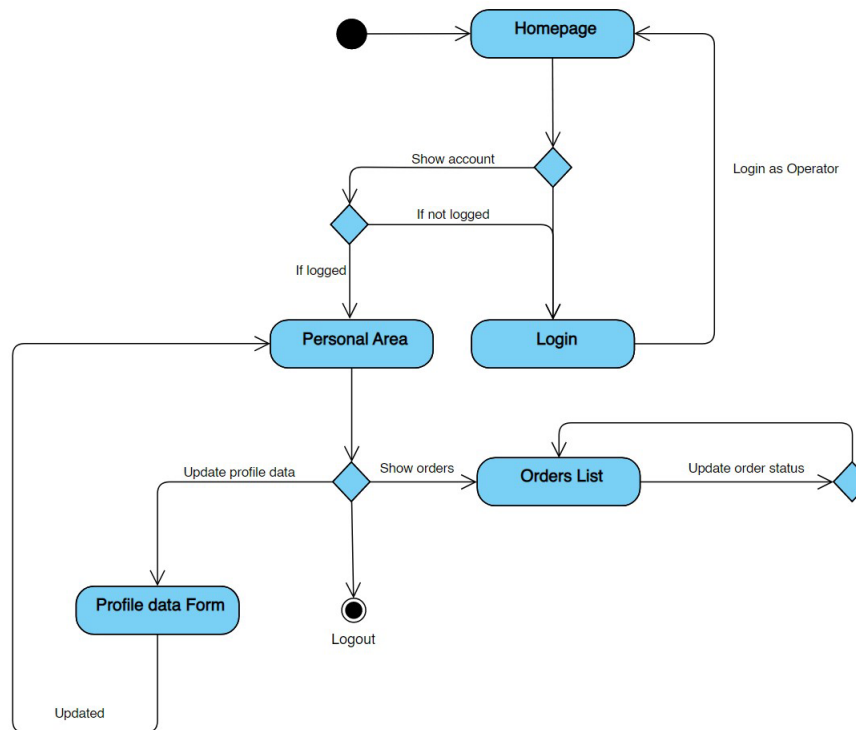 Homepage
Show account
Login as Operator
If not logged
If logged
Personal Area
Login
Update profile data
Show orders
Orders List
Update order status
Profile data Form
Logout
Updated